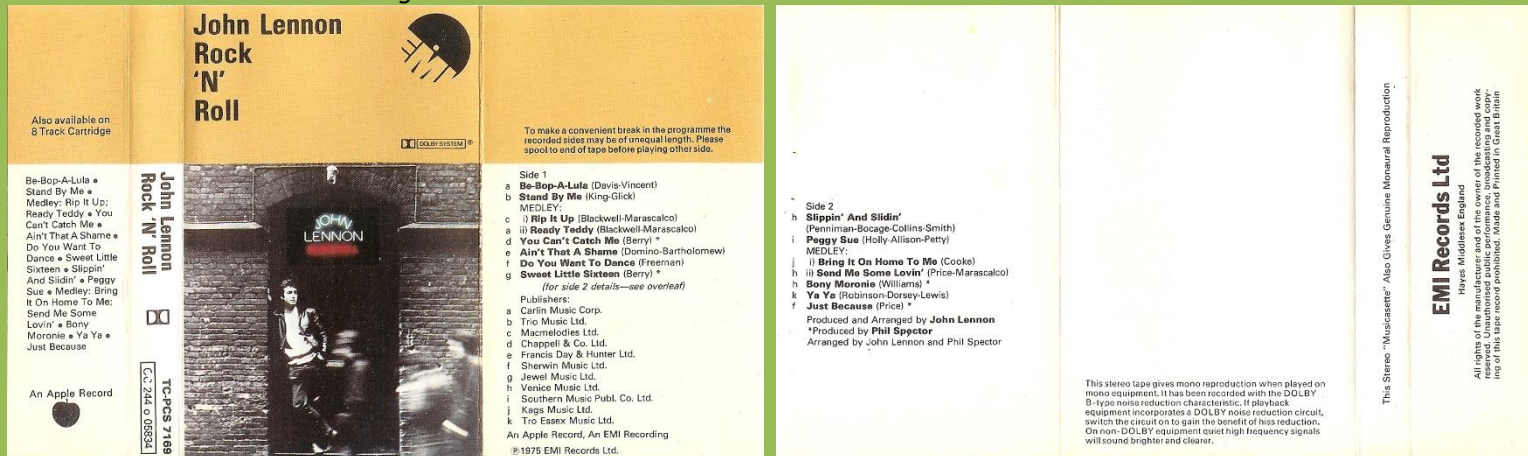 Also available on
8 Track Cartridge
Be-Bop-A-Lula •
Stand By Me •
Medley: Rip It Up;
Ready Teddy • You
Can't Catch Me •
Ain't That A Shame •
Do You Want To
Dance • Sweet Little
Sixteen • Slippin'
And Slidin' • Peggy
Sue • Medley: Bring
It On Home To Me;
Send Me Some
Lovin' • Bony
Moronie • Ya Ya •
Just Because
An Apple Record
John Lennon
Rock 'N' Roll
TC-PCS 7169
CC 244 o 05834
John Lennon
Rock
'N'
Roll
EMI
DOLBY SYSTEM ®
JOHN
LENNON
To make a convenient break in the programme the
recorded sides may be of unequal length. Please
spool to end of tape before playing other side.
Side 1
a Be-Bop-A-Lula (Davis-Vincent)
b Stand By Me (King-Glick)
MEDLEY:
c i) Rip It Up (Blackwell-Marascalco)
a ii) Ready Teddy (Blackwell-Marascalco)
d You Can't Catch Me (Berry) *
e Ain't That A Shame (Domino-Bartholomew)
f Do You Want To Dance (Freeman)
g Sweet Little Sixteen (Berry) *
(for side 2 details—see overleaf)
Publishers:
a Carlin Music Corp.
b Trio Music Ltd.
c Macmelodies Ltd.
d Chappell & Co. Ltd.
e Francis Day & Hunter Ltd.
f Sherwin Music Ltd.
g Jewel Music Ltd.
h Venice Music Ltd.
i Southern Music Publ. Co. Ltd.
j Kags Music Ltd.
k Tro Essex Music Ltd.
An Apple Record, An EMI Recording
℗ 1975 EMI Records Ltd.
Side 2
h Slippin' And Slidin'
(Penniman-Bocage-Collins-Smith)
i Peggy Sue (Holly-Allison-Petty)
MEDLEY:
j i) Bring It On Home To Me (Cooke)
h ii) Send Me Some Lovin' (Price-Marascalco)
h Bony Moronie (Williams) *
k Ya Ya (Robinson-Dorsey-Lewis)
f Just Because (Price) *
Produced and Arranged by John Lennon
*Produced by Phil Spector
Arranged by John Lennon and Phil Spector
This stereo tape gives mono reproduction when played on
mono equipment. It has been recorded with the DOLBY
B-type noise reduction characteristic. If playback
equipment incorporates a DOLBY noise reduction circuit,
switch the circuit on to gain the benefit of hiss reduction.
On non-DOLBY equipment quiet high frequency signals
will sound brighter and clearer.
This Stereo "Musicasette" Also Gives Genuine Monaural Reproduction
EMI Records Ltd
Hayes Middlesex England
All rights of the manufacturer and of the owner of the recorded work
reserved. Unauthorised public performance, broadcasting and copy-
ing of this tape record prohibited. Made and Printed in Great Britain